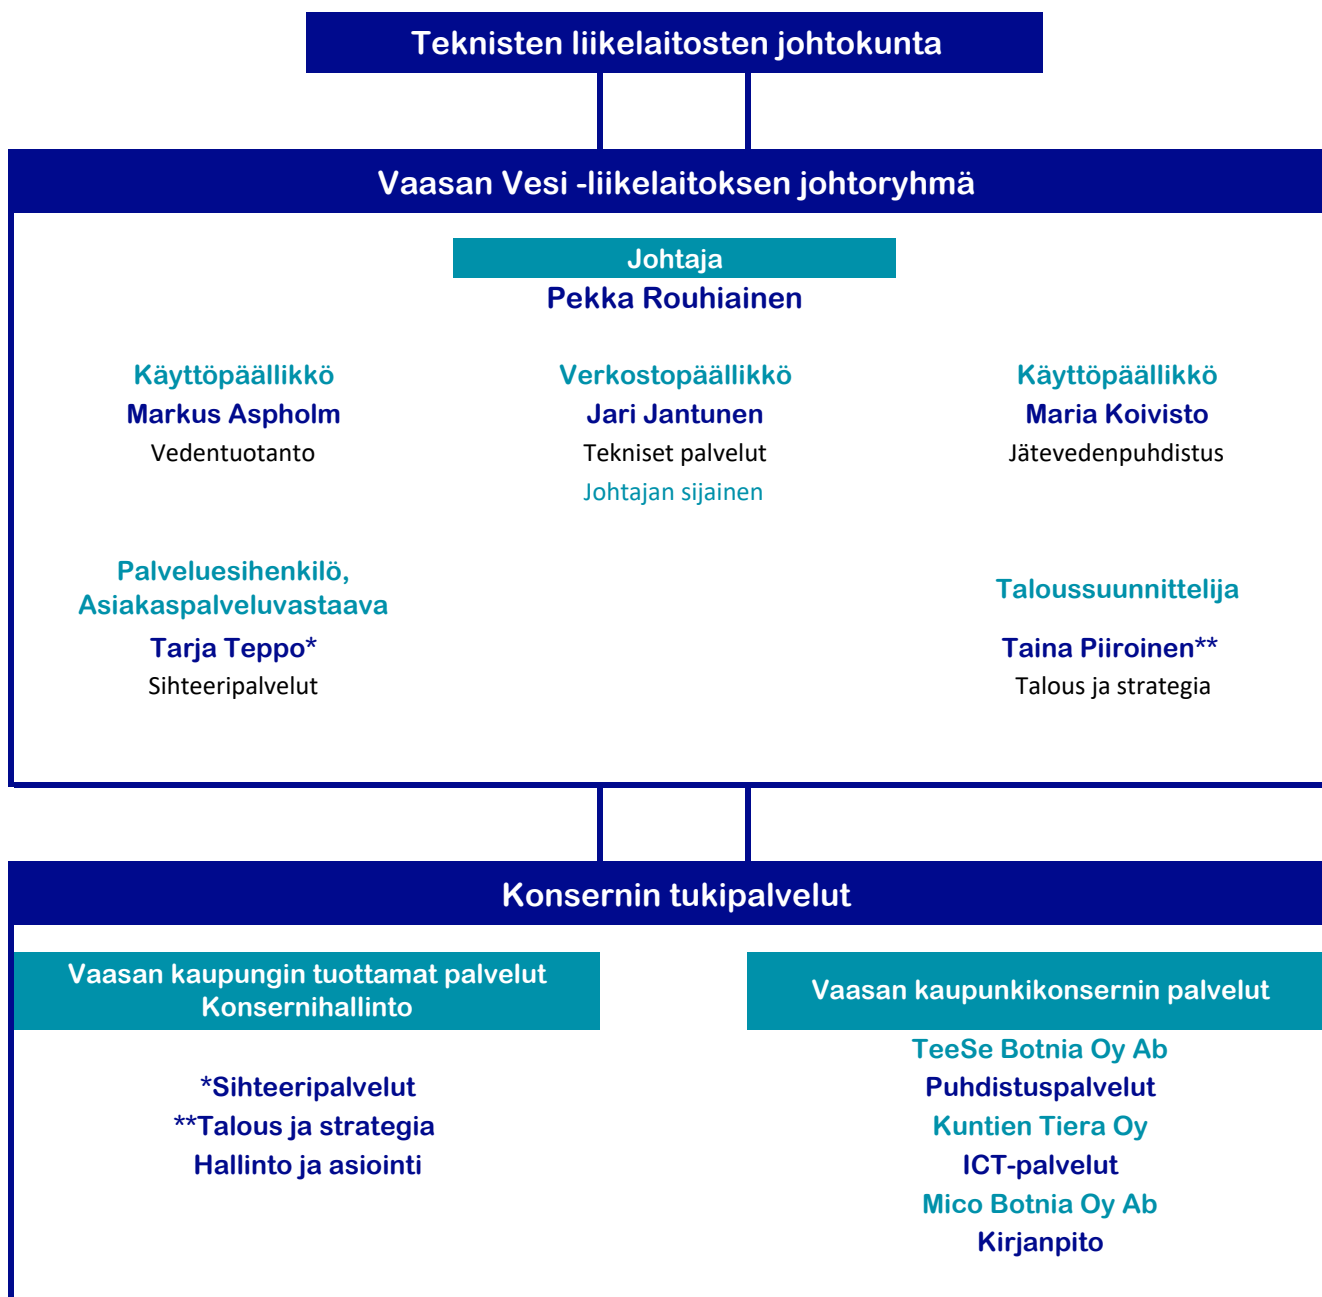 Teknisten liikelaitosten johtokunta
Vaasan Vesi -liikelaitoksen johtoryhmä
Johtaja
Pekka Rouhiainen
Käyttöpäällikkö
Markus Aspholm
Vedentuotanto
Verkostopäällikkö
Jari Jantunen
Tekniset palvelut
Johtajan sijainen
Käyttöpäällikkö
Maria Koivisto
Jätevedenpuhdistus
Palveluesihenkilö,
Asiakaspalveluvastaava
Tarja Teppo*
Sihteeripalvelut
Taloussuunnittelija
Taina Piiroinen**
Talous ja strategia
Konsernin tukipalvelut
Vaasan kaupungin tuottamat palvelut
Konsernihallinto
*Sihteeripalvelut
**Talous ja strategia
Hallinto ja asiointi
Vaasan kaupunkikonsernin palvelut
TeeSe Botnia Oy Ab
Puhdistuspalvelut
Kuntien Tiera Oy
ICT-palvelut
Mico Botnia Oy Ab
Kirjanpito